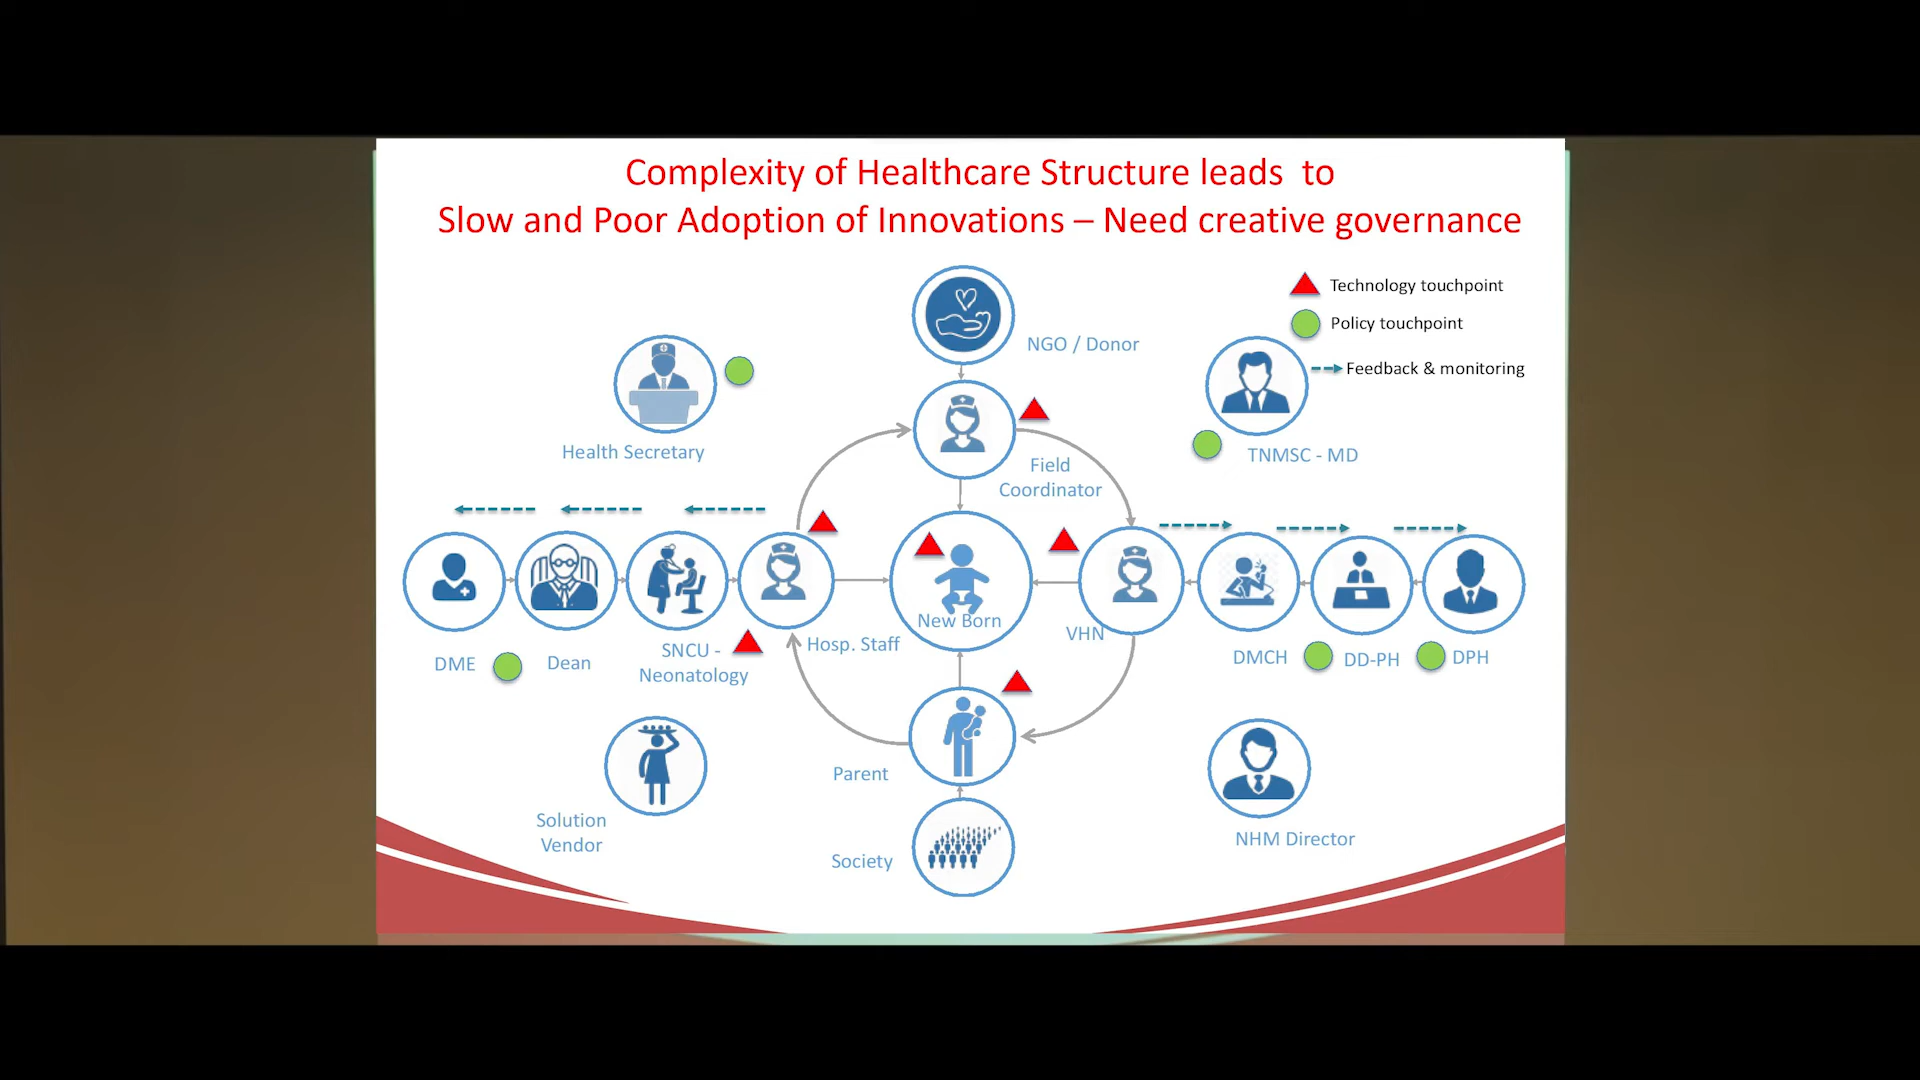 Complexity of Healthcare Structure leads to
Slow and Poor Adoption of Innovations – Need creative governance
Technology touchpoint
Policy touchpoint
Feedback & monitoring
NGO / Donor
Health Secretary
TNMSC - MD
Field
Coordinator
New Born
VHN
Hosp. Staff
DME
Dean
SNCU -
Neonatology
DMCH
DD-PH
DPH
Parent
Solution
Vendor
NHM Director
Society